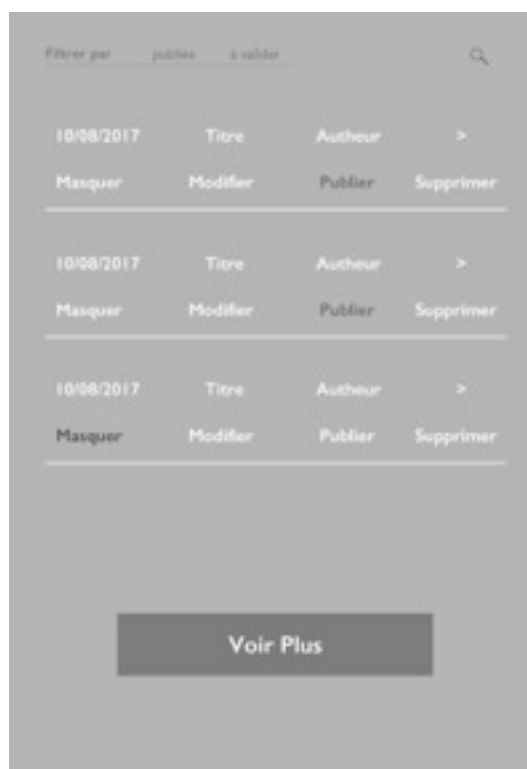 Filtrer par publiée à valider
10/08/2017 Titre Autheur >
Masquer Modifier Publier Supprimer
10/08/2017 Titre Autheur >
Masquer Modifier Publier Supprimer
10/08/2017 Titre Autheur >
Masquer Modifier Publier Supprimer
Voir Plus